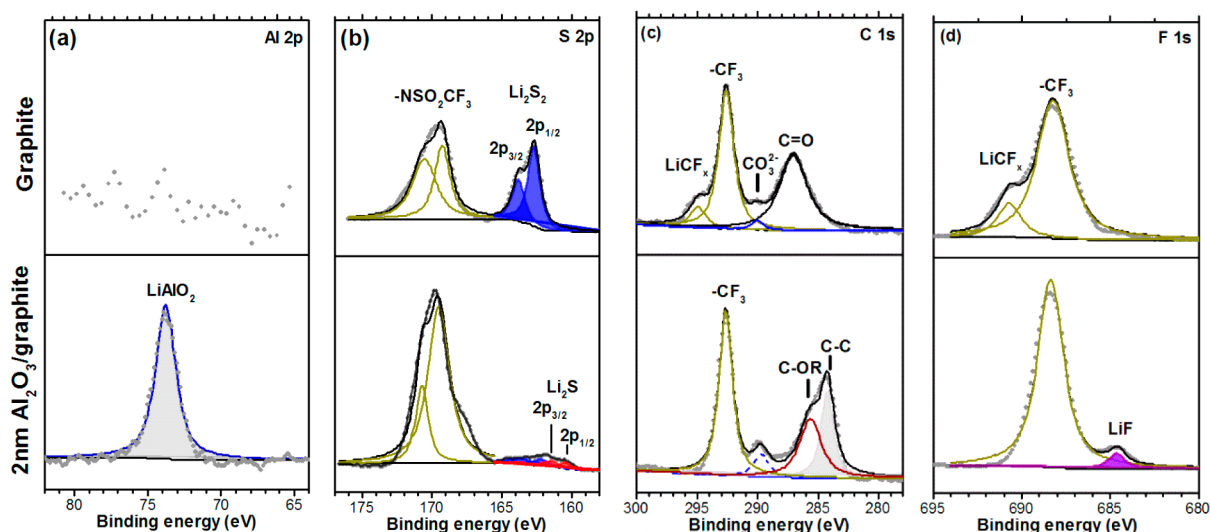 (a)
Al 2p
(b)
S 2p
(c)
C 1s
(d)
F 1s
Graphite
-NSO₂CF₃
Li₂S₂
2p₃/₂
2p₁/₂
-CF₃
LiCFₓ
CO₃²⁻
C=O
-CF₃
LiCFₓ
2nm Al₂O₃/graphite
LiAlO₂
Li₂S
2p₃/₂
2p₁/₂
-CF₃
C-OR
C-C
LiF
80 75 70 65
175 170 165 160
300 295 290 285 280
695 690 685 680
Binding energy (eV)
Binding energy (eV)
Binding energy (eV)
Binding energy (eV)